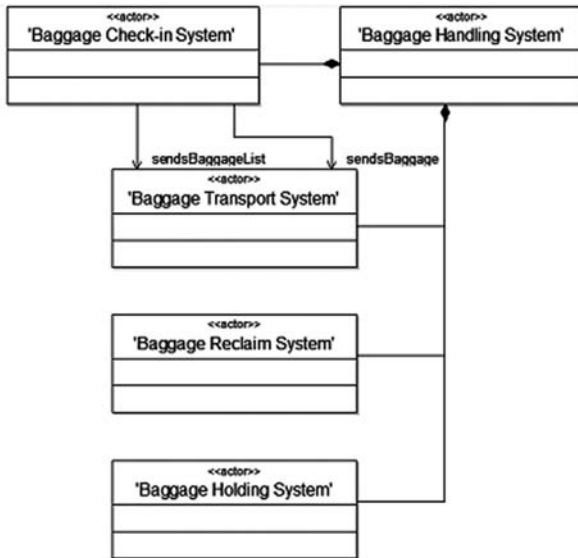 <<actor>>
'Baggage Check-in System'
<<actor>>
'Baggage Handling System'
sendsBaggageList
sendsBaggage
<<actor>>
'Baggage Transport System'
<<actor>>
'Baggage Reclaim System'
<<actor>>
'Baggage Holding System'